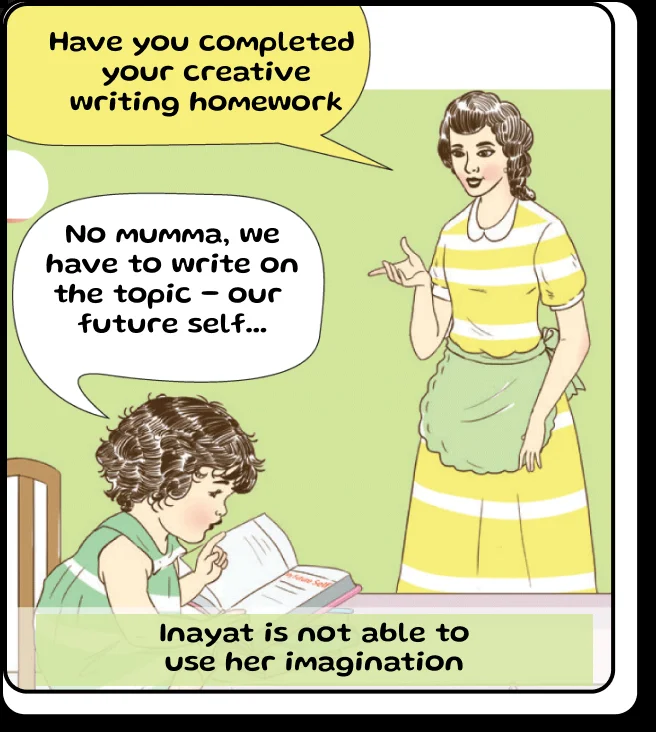 Have you completed
your creative
writing homework
No mumma, we
have to write on
the topic – our
future self...
Inayat is not able to
use her imagination